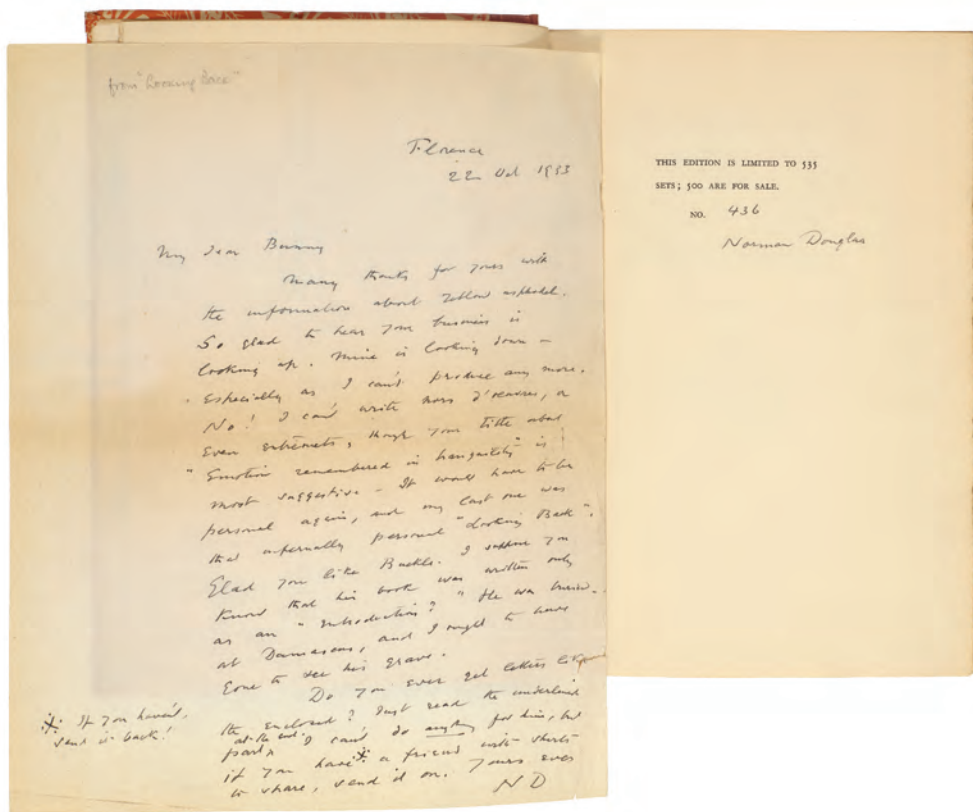 from "Looking Back"
Florence
22 Oct 1933
My dear Bunny
Many thanks for yours with
the information about yellow asphodel.
So glad to hear your business is
looking up. Mine is looking down –
especially as I can't produce any more.
No! I can't write hors d'oeuvres, or
even entremets, though your title about
"Emotion remembered in" is
most suggestive – It would have to be
personal again, and my last one was
that infernally personal "Looking Back".
Glad you like Buckle. I suppose you
know that his book was written only
as an "introduction?" He was buried
at Damascus, and I ought to have
gone to see his grave.
Do you ever get letters like
the enclosed? Just read the underlined
part at the end. I can't do anything for him, but
if you have※ a friend with shirts
to share, send it on. Yours ever
ND
※ If you haven't,
send it back!
THIS EDITION IS LIMITED TO 535
SETS; 500 ARE FOR SALE.
NO. 436
Norman Douglas